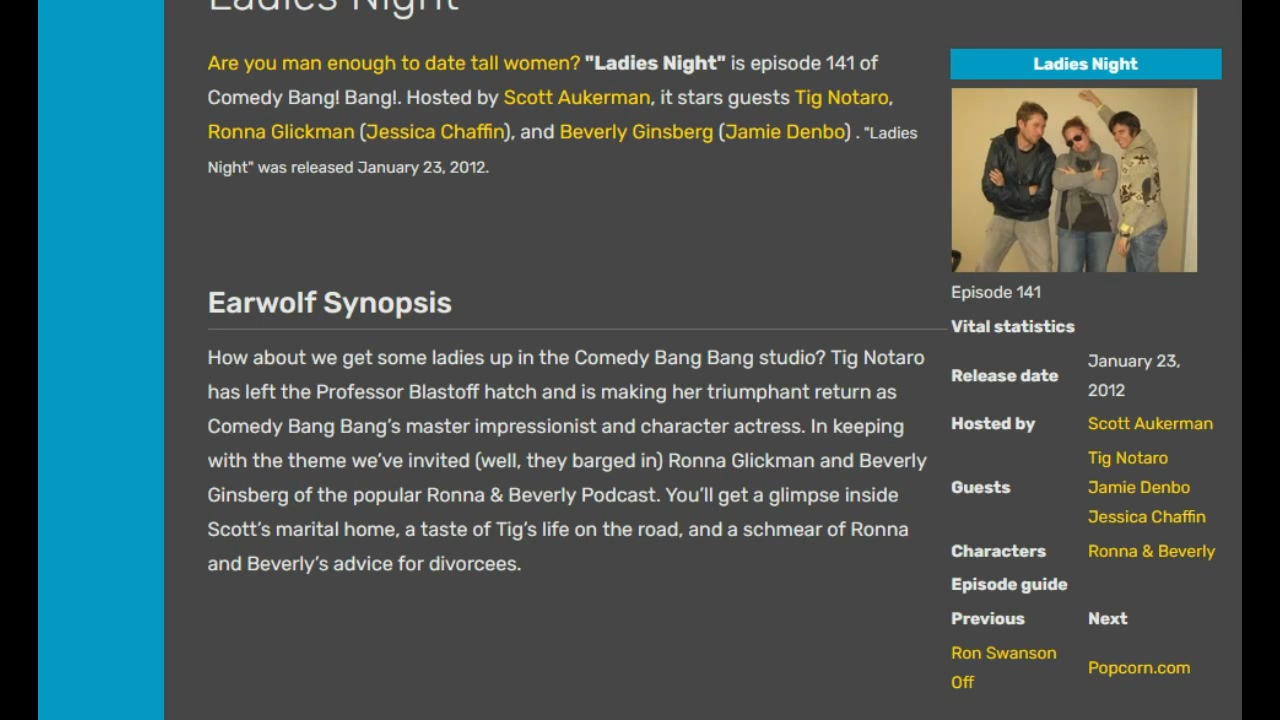 Ladies Night
Are you man enough to date tall women? "Ladies Night" is episode 141 of
Comedy Bang! Bang!. Hosted by Scott Aukerman, it stars guests Tig Notaro,
Ronna Glickman (Jessica Chaffin), and Beverly Ginsberg (Jamie Denbo) . "Ladies
Night" was released January 23, 2012.
Earwolf Synopsis
How about we get some ladies up in the Comedy Bang Bang studio? Tig Notaro
has left the Professor Blastoff hatch and is making her triumphant return as
Comedy Bang Bang’s master impressionist and character actress. In keeping
with the theme we’ve invited (well, they barged in) Ronna Glickman and Beverly
Ginsberg of the popular Ronna & Beverly Podcast. You’ll get a glimpse inside
Scott’s marital home, a taste of Tig’s life on the road, and a schmear of Ronna
and Beverly’s advice for divorcees.
Ladies Night
Episode 141
Vital statistics
Release date January 23,
2012
Hosted by Scott Aukerman
Guests Tig Notaro
Jamie Denbo
Jessica Chaffin
Characters Ronna & Beverly
Episode guide
Previous Next
Ron Swanson
Off
Popcorn.com